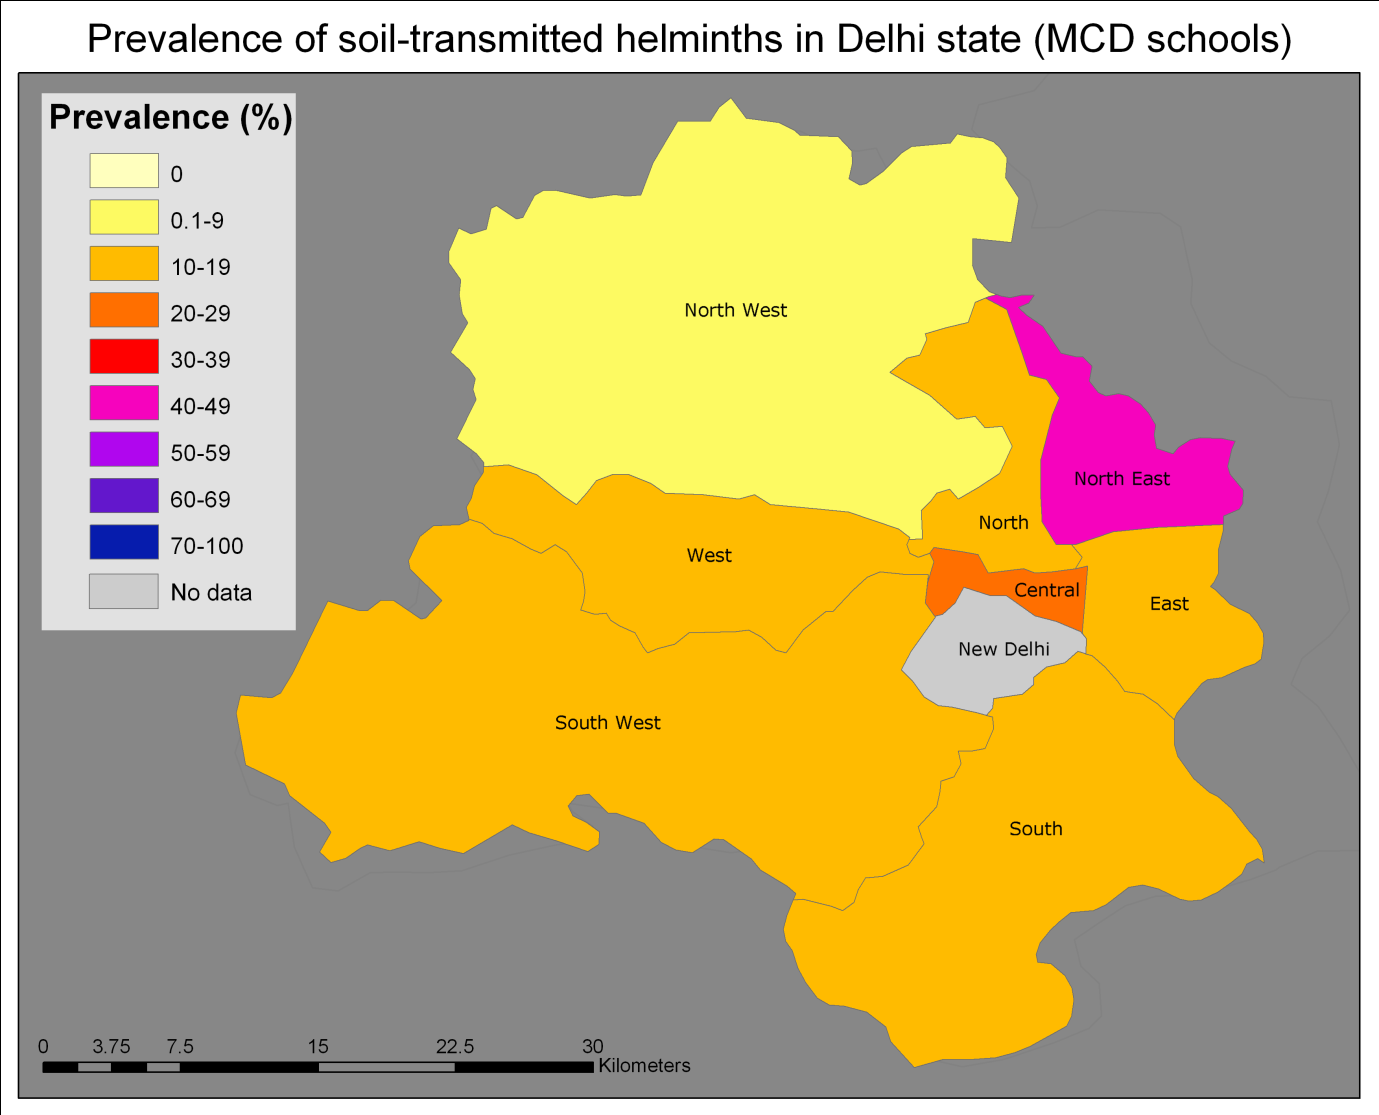 Prevalence of soil-transmitted helminths in Delhi state (MCD schools)
Prevalence (%)
0
0.1-9
10-19
20-29
30-39
40-49
50-59
60-69
70-100
No data
North West
North East
North
West
Central
East
New Delhi
South West
South
0 3.75 7.5 15 22.5 30
Kilometers